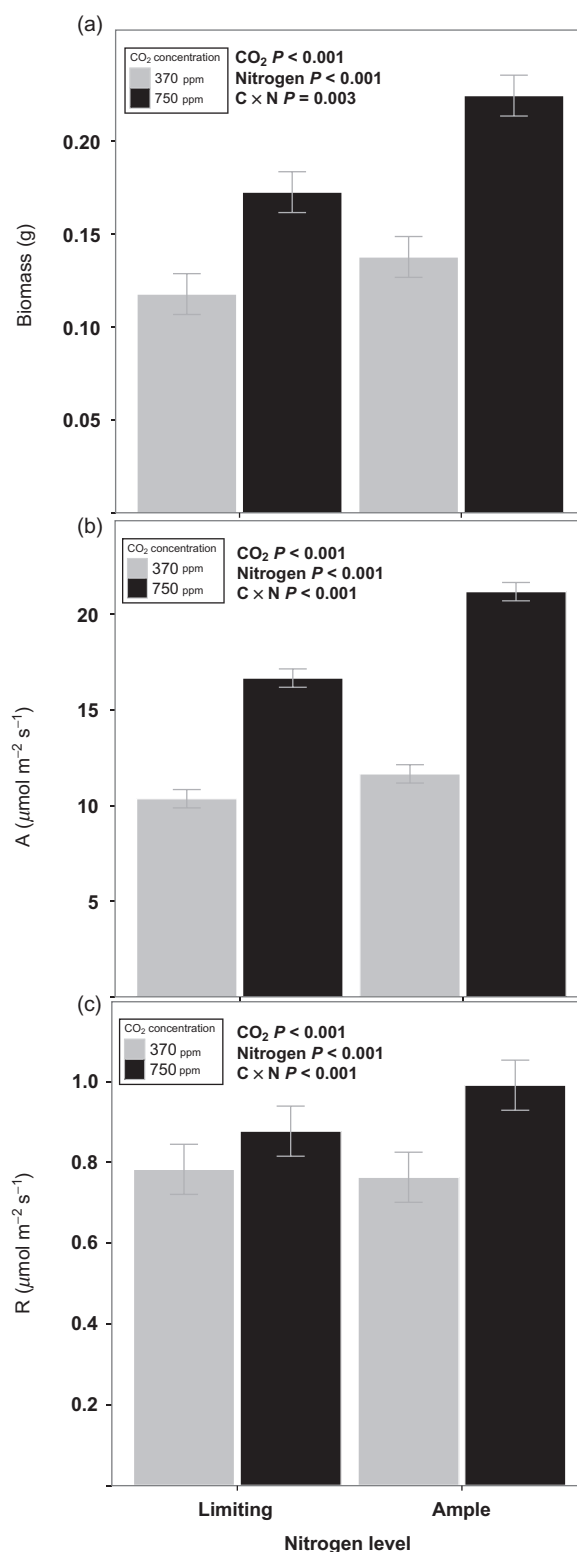 (a)
CO₂ concentration
370 ppm
750 ppm
CO₂ P < 0.001
Nitrogen P < 0.001
C × N P = 0.003
0.20
0.15
0.10
0.05
Biomass (g)
(b)
CO₂ concentration
370 ppm
750 ppm
CO₂ P < 0.001
Nitrogen P < 0.001
C × N P < 0.001
20
15
10
5
A (μmol m⁻² s⁻¹)
(c)
CO₂ concentration
370 ppm
750 ppm
CO₂ P < 0.001
Nitrogen P < 0.001
C × N P < 0.001
1.0
0.8
0.6
0.4
0.2
R (μmol m⁻² s⁻¹)
Limiting Ample
Nitrogen level